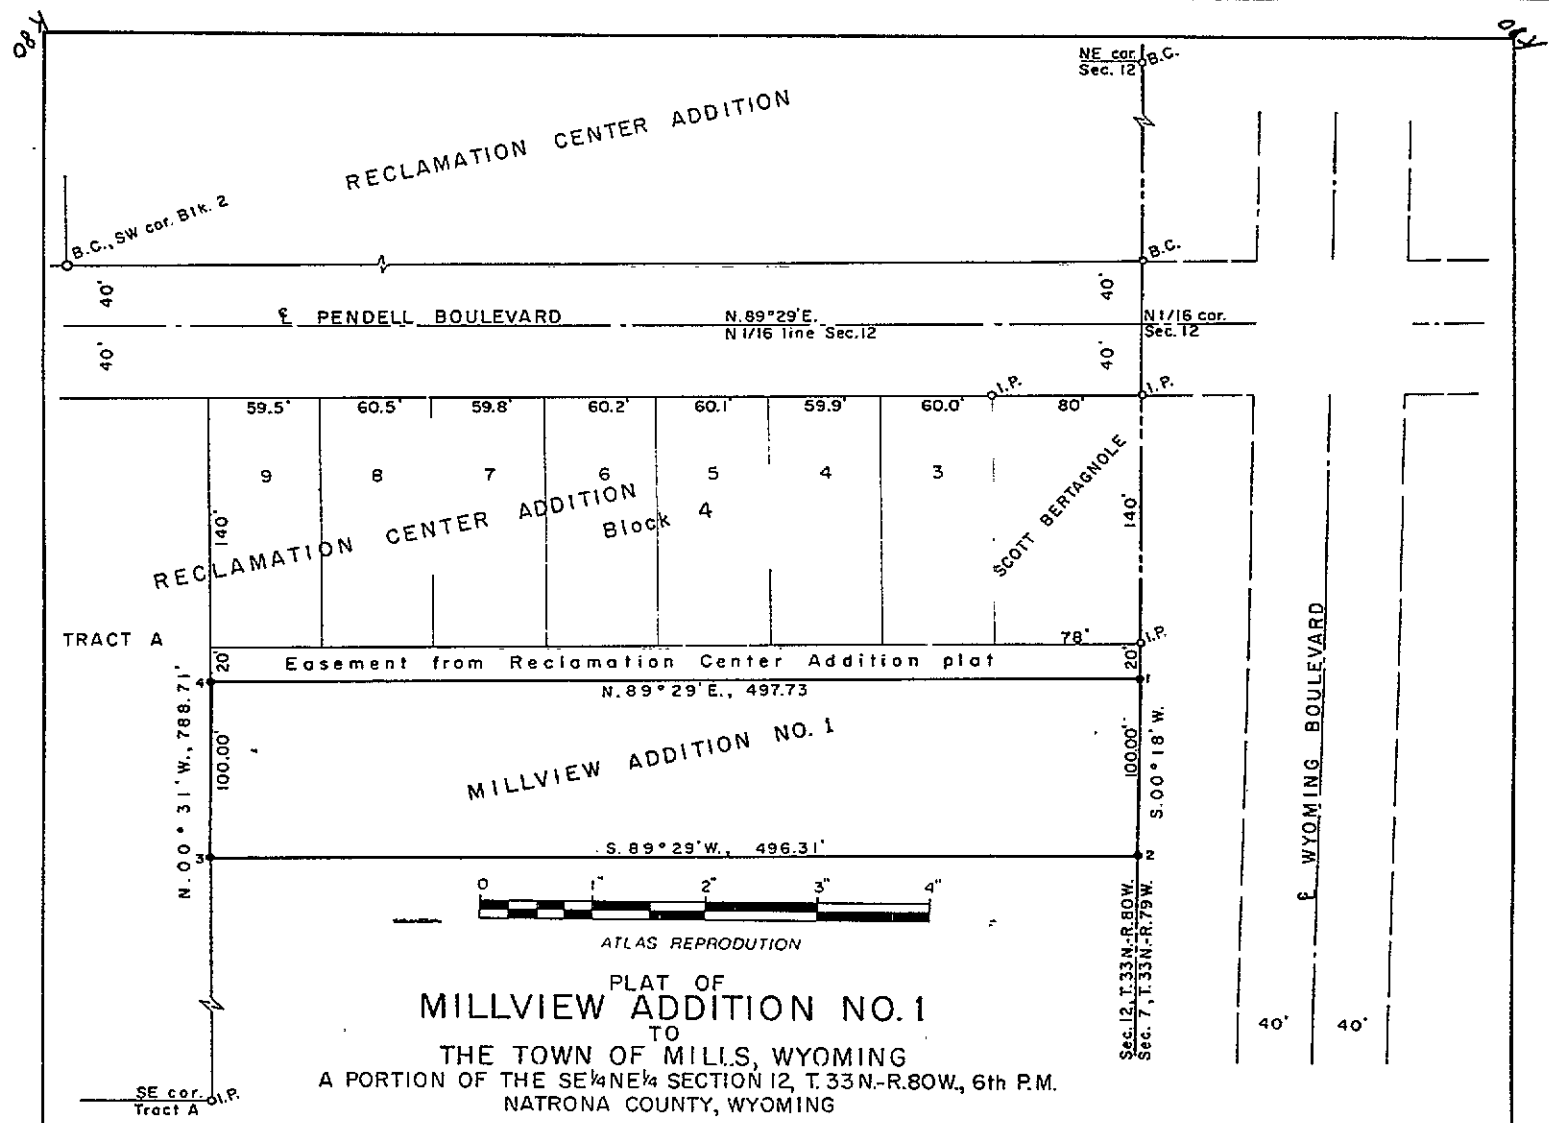 NE cor.
Sec. 12
B.C.
RECLAMATION CENTER ADDITION
B.C., SW cor. Blk. 2
B.C.
40'
40'
℄ PENDELL BOULEVARD
N. 89°29'E.
N 1/16 line Sec.12
N 1/16 cor.
Sec. 12
40'
40'
I.P.
I.P.
59.5'
60.5'
59.8'
60.2'
60.1'
59.9'
60.0'
80'
9
8
7
6
5
4
3
RECLAMATION CENTER ADDITION
Block 4
SCOTT BERTAGNOLE
140'
140'
TRACT A
78'
I.P.
20'
Easement from Reclamation Center Addition plat
20'
4
N. 89° 29' E., 497.73
1
N. 00° 31' W., 788.71'
100.00'
MILLVIEW ADDITION NO. 1
100.00'
S. 00° 18' W.
℄ WYOMING BOULEVARD
3
S. 89° 29' W., 496.31'
2
0 1" 2" 3" 4"
ATLAS REPRODUTION
Sec. 12, T.33N.-R.80W.
Sec. 7, T.33N.-R.79W.
40'
40'
PLAT OF
MILLVIEW ADDITION NO. 1
TO
THE TOWN OF MILLS, WYOMING
A PORTION OF THE SE¼NE¼ SECTION 12, T. 33N.-R.80W., 6th P.M.
NATRONA COUNTY, WYOMING
SE cor.
Tract A
I.P.